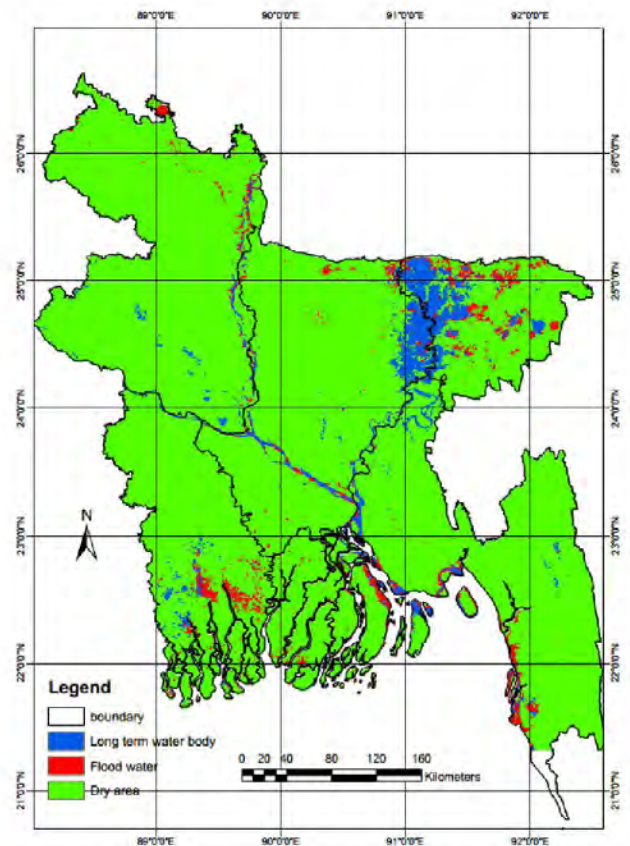 89°0'0"E 90°0'0"E 91°0'0"E 92°0'0"E
26°0'0"N 26°0'0"N
25°0'0"N 25°0'0"N
24°0'0"N 24°0'0"N
23°0'0"N 23°0'0"N
N
22°0'0"N 22°0'0"N
Legend
boundary
Long term water body
Flood water
Dry area
0 20 40 80 120 160
Kilometers
21°0'0"N 21°0'0"N
89°0'0"E 90°0'0"E 91°0'0"E 92°0'0"E